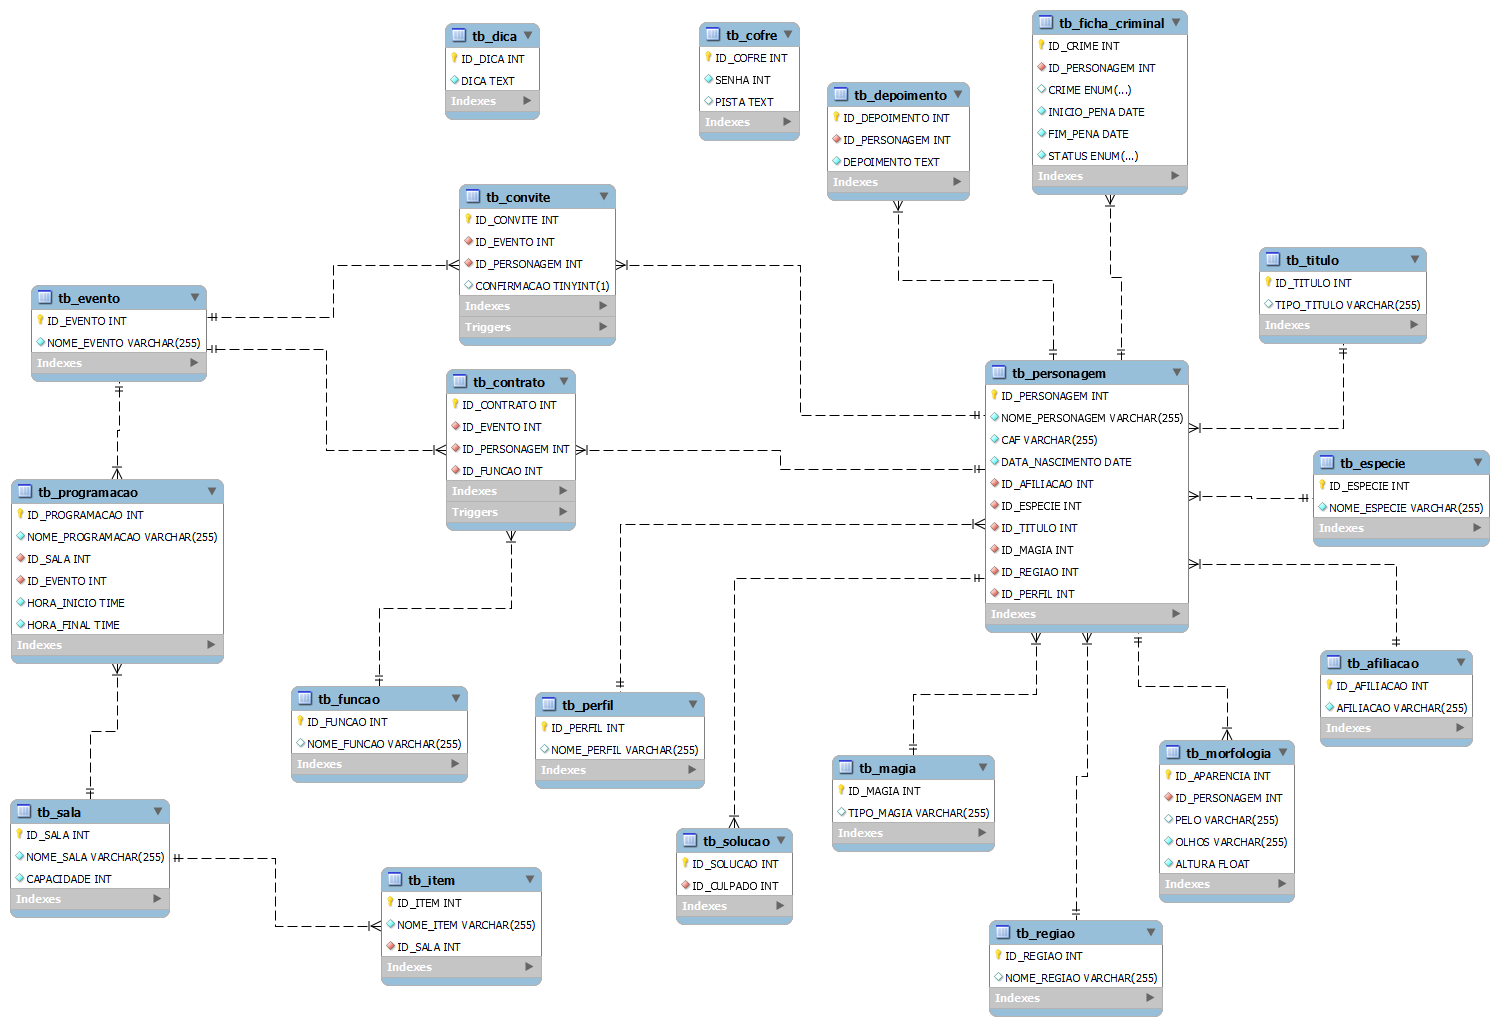 tb_dica
ID_DICA INT
DICA TEXT
Indexes
tb_cofre
ID_COFRE INT
SENHA INT
PISTA TEXT
Indexes
tb_depoimento
ID_DEPOIMENTO INT
ID_PERSONAGEM INT
DEPOIMENTO TEXT
Indexes
tb_ficha_criminal
ID_CRIME INT
ID_PERSONAGEM INT
CRIME ENUM(...)
INICIO_PENA DATE
FIM_PENA DATE
STATUS ENUM(...)
Indexes
tb_convite
ID_CONVITE INT
ID_EVENTO INT
ID_PERSONAGEM INT
CONFIRMACAO TINYINT(1)
Indexes
Triggers
tb_titulo
ID_TITULO INT
TIPO_TITULO VARCHAR(255)
Indexes
tb_evento
ID_EVENTO INT
NOME_EVENTO VARCHAR(255)
Indexes
tb_contrato
ID_CONTRATO INT
ID_EVENTO INT
ID_PERSONAGEM INT
ID_FUNCAO INT
Indexes
Triggers
tb_personagem
ID_PERSONAGEM INT
NOME_PERSONAGEM VARCHAR(255)
CAF VARCHAR(255)
DATA_NASCIMENTO DATE
ID_AFILIACAO INT
ID_ESPECIE INT
ID_TITULO INT
ID_MAGIA INT
ID_REGIAO INT
ID_PERFIL INT
Indexes
tb_especie
ID_ESPECIE INT
NOME_ESPECIE VARCHAR(255)
Indexes
tb_programacao
ID_PROGRAMACAO INT
NOME_PROGRAMACAO VARCHAR(255)
ID_SALA INT
ID_EVENTO INT
HORA_INICIO TIME
HORA_FINAL TIME
Indexes
tb_afiliacao
ID_AFILIACAO INT
AFILIACAO VARCHAR(255)
Indexes
tb_funcao
ID_FUNCAO INT
NOME_FUNCAO VARCHAR(255)
Indexes
tb_perfil
ID_PERFIL INT
NOME_PERFIL VARCHAR(255)
Indexes
tb_magia
ID_MAGIA INT
TIPO_MAGIA VARCHAR(255)
Indexes
tb_morfologia
ID_APARENCIA INT
ID_PERSONAGEM INT
PELO VARCHAR(255)
OLHOS VARCHAR(255)
ALTURA FLOAT
Indexes
tb_sala
ID_SALA INT
NOME_SALA VARCHAR(255)
CAPACIDADE INT
Indexes
tb_solucao
ID_SOLUCAO INT
ID_CULPADO INT
Indexes
tb_item
ID_ITEM INT
NOME_ITEM VARCHAR(255)
ID_SALA INT
Indexes
tb_regiao
ID_REGIAO INT
NOME_REGIAO VARCHAR(255)
Indexes